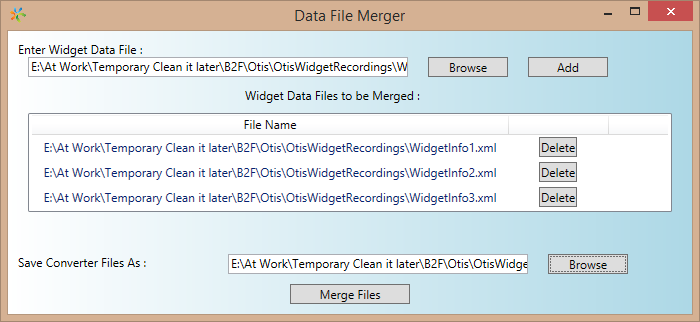 Data File Merger
Enter Widget Data File :
E:\At Work\Temporary Clean it later\B2F\Otis\OtisWidgetRecordings\W
Browse
Add
Widget Data Files to be Merged :
File Name
E:\At Work\Temporary Clean it later\B2F\Otis\OtisWidgetRecordings\WidgetInfo1.xml Delete
E:\At Work\Temporary Clean it later\B2F\Otis\OtisWidgetRecordings\WidgetInfo2.xml Delete
E:\At Work\Temporary Clean it later\B2F\Otis\OtisWidgetRecordings\WidgetInfo3.xml Delete
Save Converter Files As : E:\At Work\Temporary Clean it later\B2F\Otis\OtisWidge Browse
Merge Files